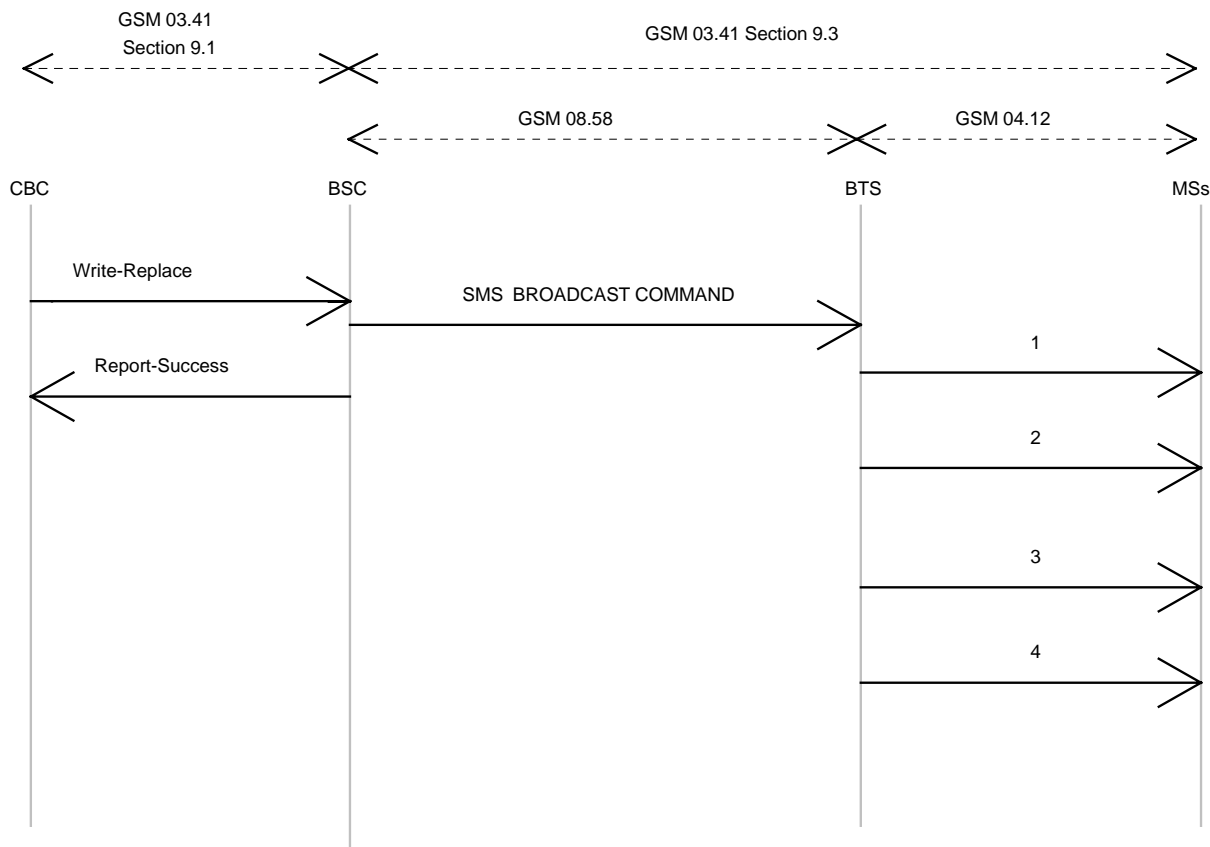 GSM 03.41
Section 9.1
GSM 03.41 Section 9.3
GSM 08.58
GSM 04.12
CBC
BSC
BTS
MSs
Write-Replace
SMS BROADCAST COMMAND
1
Report-Success
2
3
4